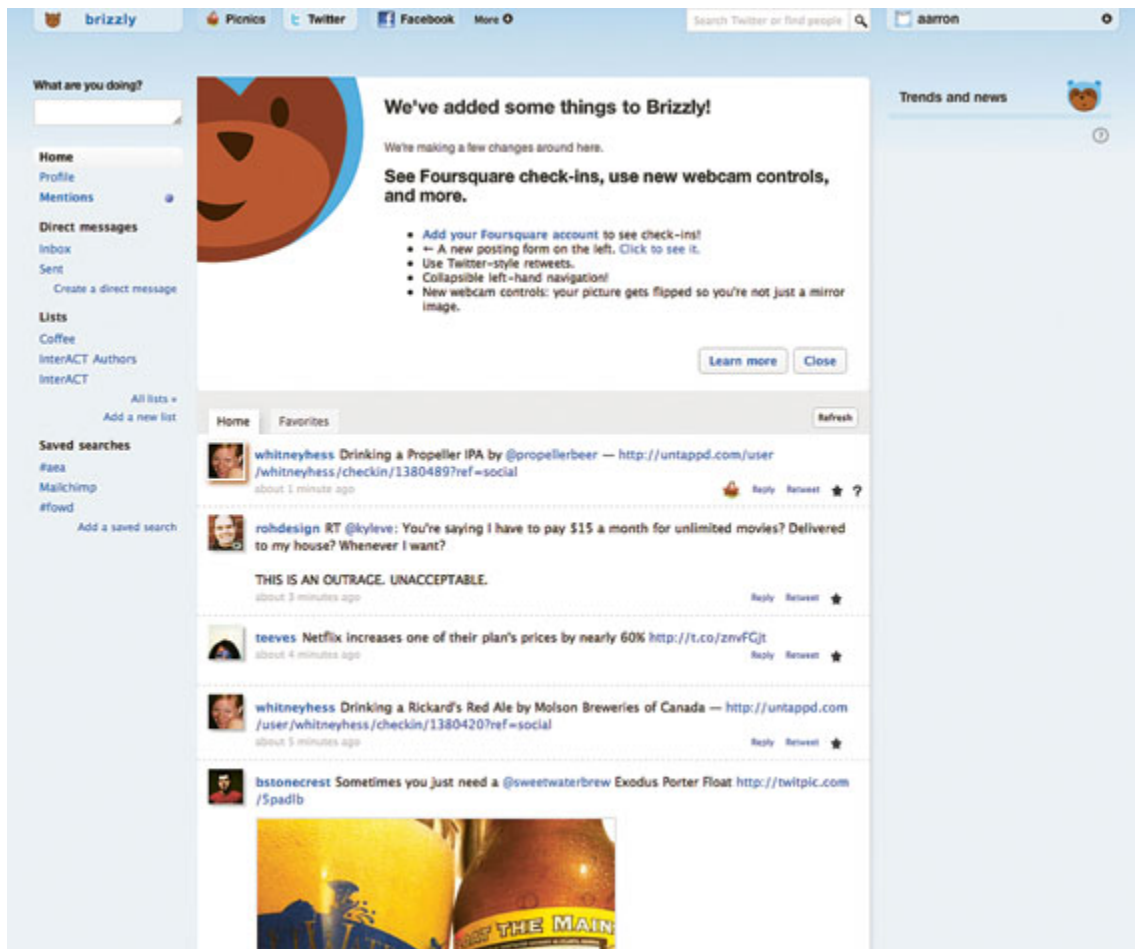 brizzly
Picnics
Twitter
Facebook
More
Search Twitter or find people
aarron
What are you doing?
Home
Profile
Mentions
Direct messages
Inbox
Sent
Create a direct message
Lists
Coffee
InterACT Authors
InterACT
All lists »
Add a new list
Saved searches
#aea
Mailchimp
#fowd
Add a saved search
We've added some things to Brizzly!
We're making a few changes around here.
See Foursquare check-ins, use new webcam controls,
and more.
• Add your Foursquare account to see check-ins!
• ← A new posting form on the left. Click to see it.
• Use Twitter-style retweets.
• Collapsible left-hand navigation!
• New webcam controls: your picture gets flipped so you're not just a mirror
image.
Learn more
Close
Home
Favorites
Refresh
whitneyhess Drinking a Propeller IPA by @propellerbeer — http://untappd.com/user
/whitneyhess/checkin/1380489?ref=social
about 1 minute ago
Reply Retweet ★ ?
rohdesign RT @kyleve: You're saying I have to pay $15 a month for unlimited movies? Delivered
to my house? Whenever I want?
THIS IS AN OUTRAGE. UNACCEPTABLE.
about 3 minutes ago
Reply Retweet ★
teeves Netflix increases one of their plan's prices by nearly 60% http://t.co/znvFGJt
about 4 minutes ago
Reply Retweet ★
whitneyhess Drinking a Rickard's Red Ale by Molson Breweries of Canada — http://untappd.com
/user/whitneyhess/checkin/1380420?ref=social
about 5 minutes ago
Reply Retweet ★
bstonecrest Sometimes you just need a @sweetwaterbrew Exodus Porter Float http://twitpic.com
/5padlb
AT THE MAIN
Trends and news
?